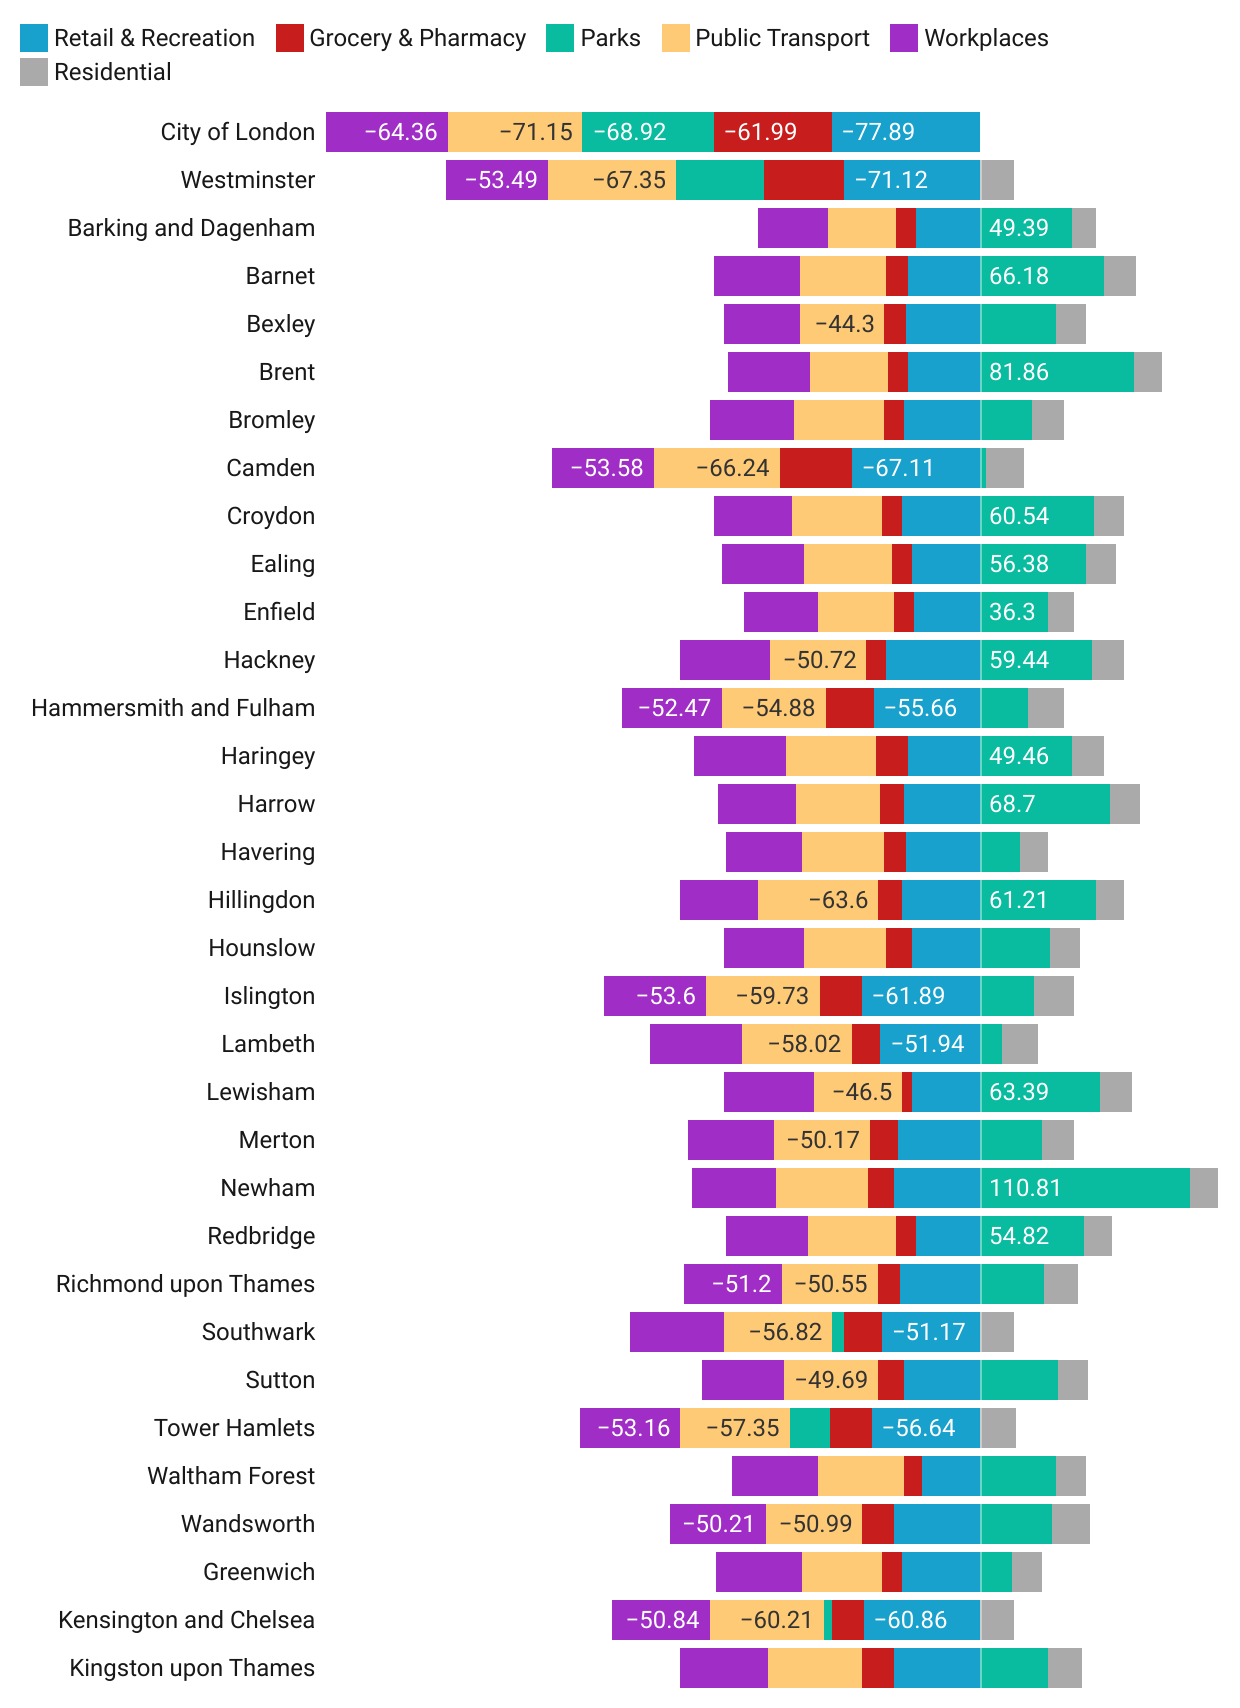 Retail & Recreation Grocery & Pharmacy Parks Public Transport Workplaces
Residential
City of London −64.36 −71.15 −68.92 −61.99 −77.89
Westminster −53.49 −67.35 −71.12
Barking and Dagenham 49.39
Barnet 66.18
Bexley −44.3
Brent 81.86
Bromley
Camden −53.58 −66.24 −67.11
Croydon 60.54
Ealing 56.38
Enfield 36.3
Hackney −50.72 59.44
Hammersmith and Fulham −52.47 −54.88 −55.66
Haringey 49.46
Harrow 68.7
Havering
Hillingdon −63.6 61.21
Hounslow
Islington −53.6 −59.73 −61.89
Lambeth −58.02 −51.94
Lewisham −46.5 63.39
Merton −50.17
Newham 110.81
Redbridge 54.82
Richmond upon Thames −51.2 −50.55
Southwark −56.82 −51.17
Sutton −49.69
Tower Hamlets −53.16 −57.35 −56.64
Waltham Forest
Wandsworth −50.21 −50.99
Greenwich
Kensington and Chelsea −50.84 −60.21 −60.86
Kingston upon Thames